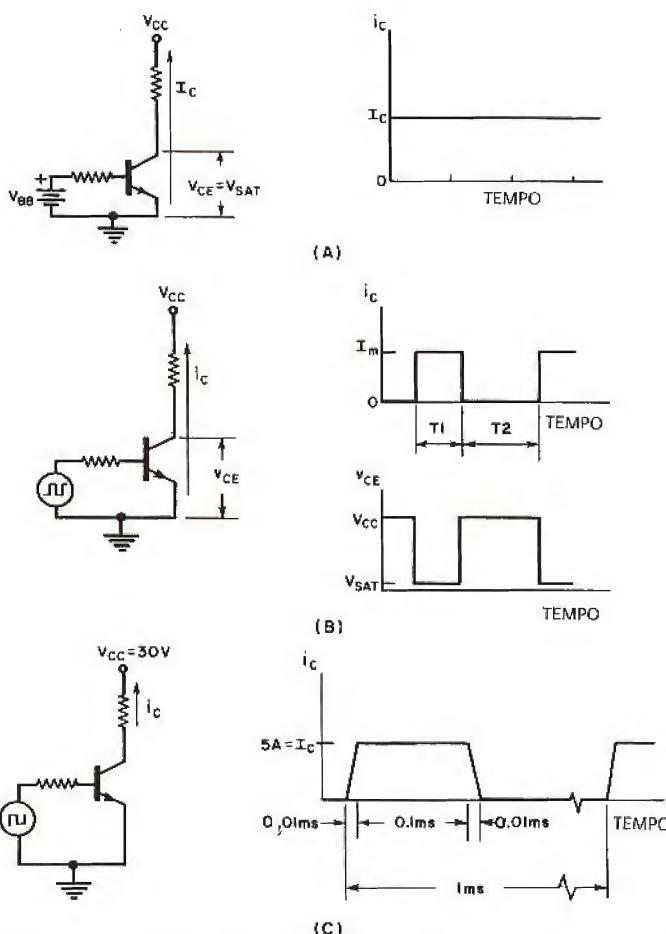 VCC
IC
+
VBB
VCE=VSAT
iC
IC
0
TEMPO
(A)
VCC
iC
VCE
iC
Im
0
T1
T2
TEMPO
VCE
VCC
VSAT
TEMPO
(B)
VCC=30V
iC
iC
5A=IC
0,01ms
0.1ms
0.01ms
TEMPO
1ms
(C)